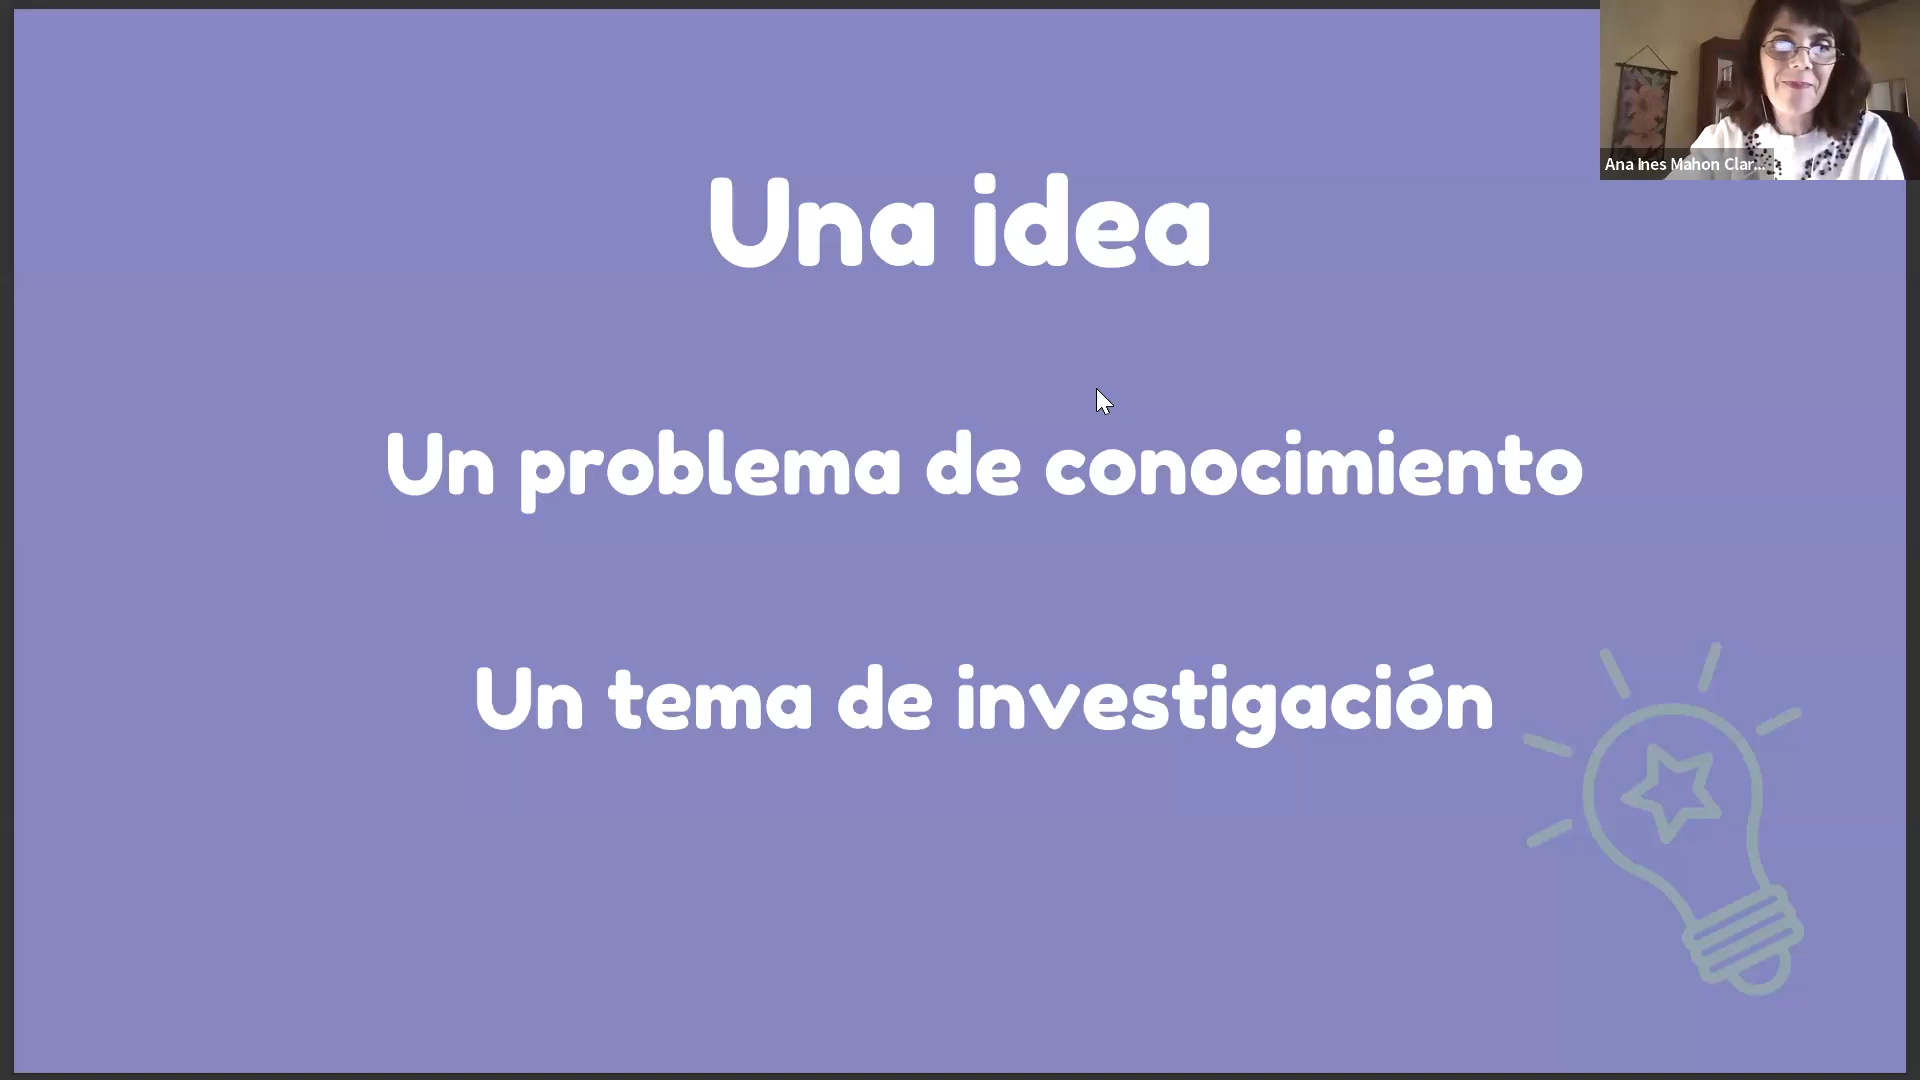 Una idea
Un problema de conocimiento
Un tema de investigación
Ana Ines Mahon Clar...